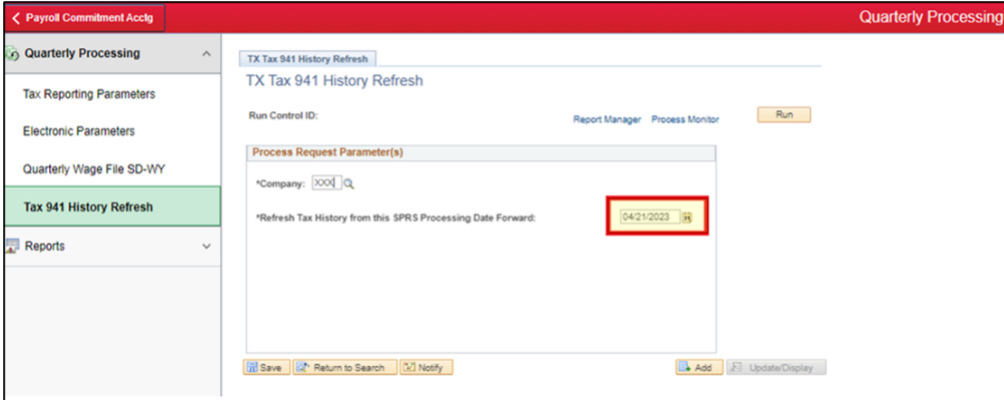 Payroll Commitment Acctg
Quarterly Processing
Quarterly Processing
Tax Reporting Parameters
Electronic Parameters
Quarterly Wage File SD-WY
Tax 941 History Refresh
Reports
TX Tax 941 History Refresh
TX Tax 941 History Refresh
Run Control ID:
Report Manager Process Monitor
Run
Process Request Parameter(s)
*Company: XXX
*Refresh Tax History from this SPRS Processing Date Forward: 04/21/2023
Save Return to Search Notify Add Update/Display